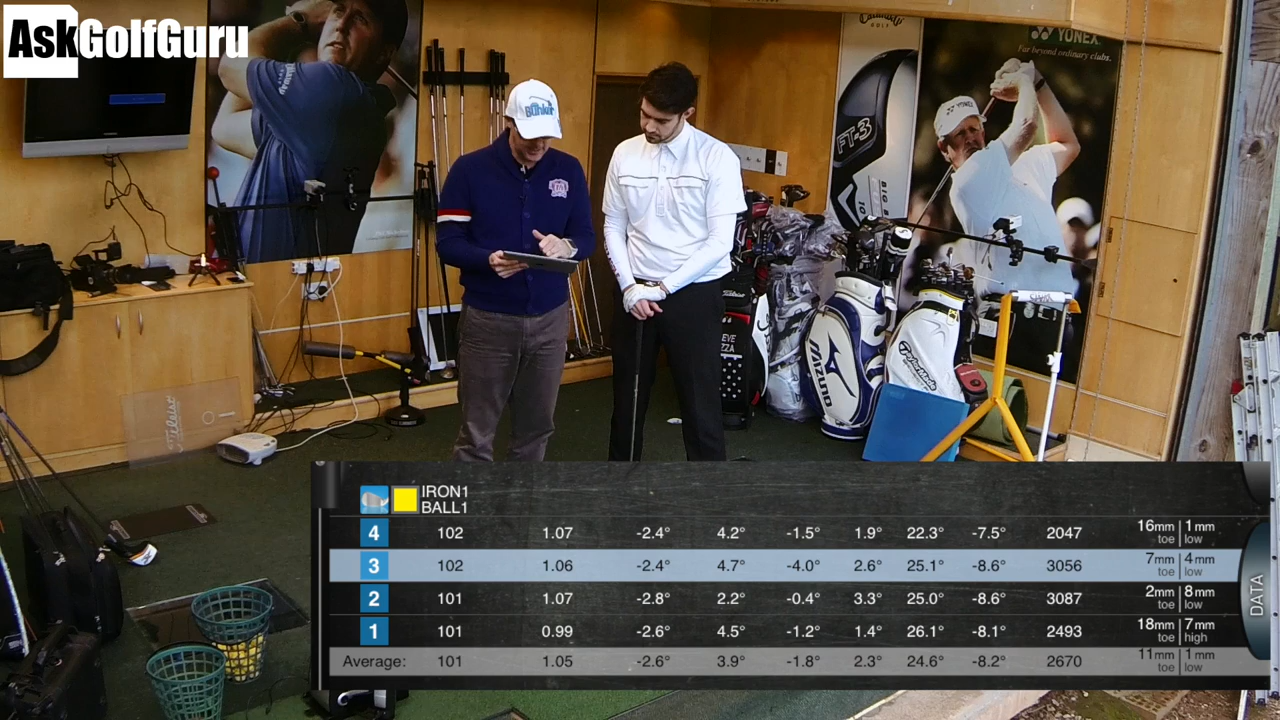 AskGolfGuru
Callaway
GOLF
YONEX
Far beyond ordinary clubs.
FT-3
BIG B
Bunker
Titleist
MIZUNO
TaylorMade
Titleist
IRON1
BALL1
4 102 1.07 -2.4° 4.2° -1.5° 1.9° 22.3° -7.5° 2047 16mm toe | 1mm low
3 102 1.06 -2.4° 4.7° -4.0° 2.6° 25.1° -8.6° 3056 7mm toe | 4mm low
2 101 1.07 -2.8° 2.2° -0.4° 3.3° 25.0° -8.6° 3087 2mm toe | 8mm low
1 101 0.99 -2.6° 4.5° -1.2° 1.4° 26.1° -8.1° 2493 18mm toe | 7mm high
Average: 101 1.05 -2.6° 3.9° -1.8° 2.3° 24.6° -8.2° 2670 11mm toe | 1mm low
DATA